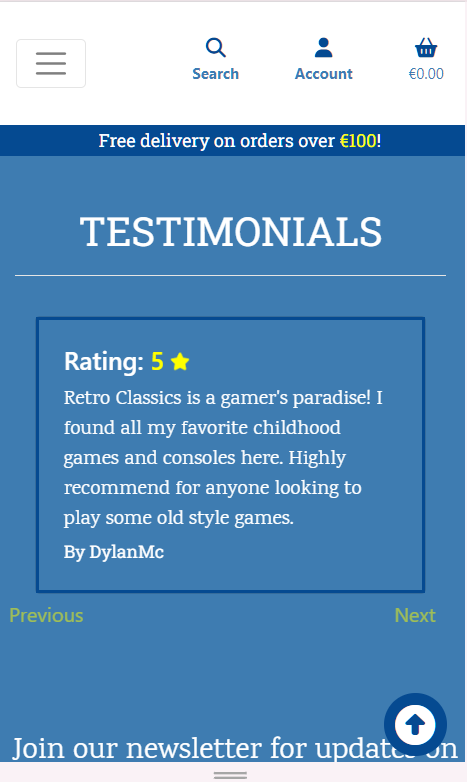 Search Account €0.00
Free delivery on orders over €100!
TESTIMONIALS
Rating: 5
Retro Classics is a gamer's paradise! I
found all my favorite childhood
games and consoles here. Highly
recommend for anyone looking to
play some old style games.
By DylanMc
Previous Next
Join our newsletter for updates on